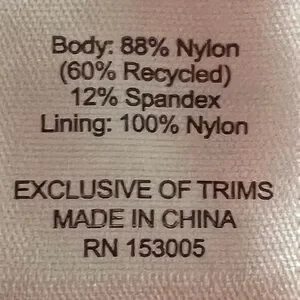 Body: 88% Nylon
(60% Recycled)
12% Spandex
Lining: 100% Nylon
EXCLUSIVE OF TRIMS
MADE IN CHINA
RN 153005